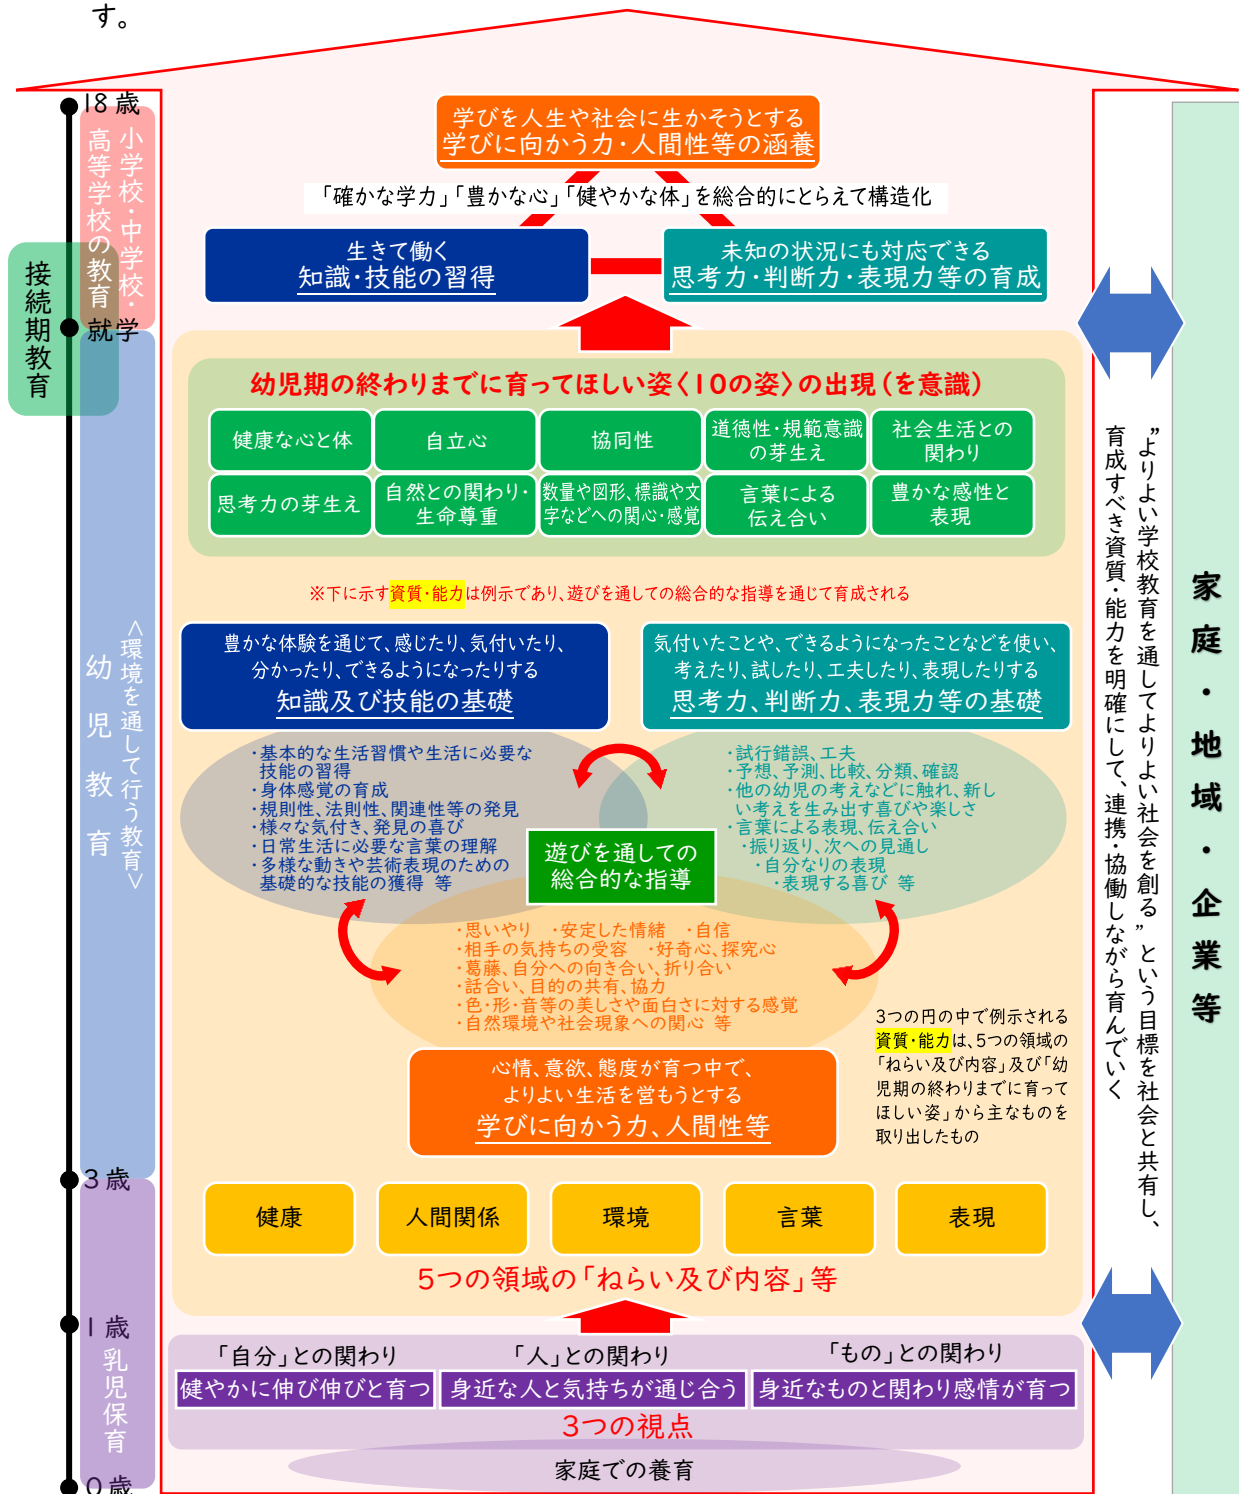 す。
18歳
小学校・中学校・
高等学校の教育
接続期教育
就学
学びを人生や社会に生かそうとする
学びに向かう力・人間性等の涵養
「確かな学力」「豊かな心」「健やかな体」を総合的にとらえて構造化
生きて働く
知識・技能の習得
未知の状況にも対応できる
思考力・判断力・表現力等の育成
幼児期の終わりまでに育ってほしい姿〈10の姿〉の出現(を意識)
健康な心と体
自立心
協同性
道徳性・規範意識
の芽生え
社会生活との
関わり
思考力の芽生え
自然との関わり・
生命尊重
数量や図形、標識や文
字などへの関心・感覚
言葉による
伝え合い
豊かな感性と
表現
※下に示す資質・能力は例示であり、遊びを通しての総合的な指導を通じて育成される
幼児教育
<環境を通して行う教育>
豊かな体験を通じて、感じたり、気付いたり、
分かったり、できるようになったりする
知識及び技能の基礎
気付いたことや、できるようになったことなどを使い、
考えたり、試したり、工夫したり、表現したりする
思考力、判断力、表現力等の基礎
・基本的な生活習慣や生活に必要な
技能の習得
・身体感覚の育成
・規則性、法則性、関連性等の発見
・様々な気付き、発見の喜び
・日常生活に必要な言葉の理解
・多様な動きや芸術表現のための
基礎的な技能の獲得 等
・試行錯誤、工夫
・予想、予測、比較、分類、確認
・他の幼児の考えなどに触れ、新し
い考えを生み出す喜びや楽しさ
・言葉による表現、伝え合い
・振り返り、次への見通し
・自分なりの表現
・表現する喜び 等
遊びを通しての
総合的な指導
・思いやり ・安定した情緒 ・自信
・相手の気持ちの受容 ・好奇心、探究心
・葛藤、自分への向き合い、折り合い
・話合い、目的の共有、協力
・色・形・音等の美しさや面白さに対する感覚
・自然環境や社会現象への関心 等
心情、意欲、態度が育つ中で、
よりよい生活を営もうとする
学びに向かう力、人間性等
3つの円の中で例示される
資質・能力は、5つの領域の
「ねらい及び内容」及び「幼
児期の終わりまでに育って
ほしい姿」から主なものを
取り出したもの
3歳
健康
人間関係
環境
言葉
表現
5つの領域の「ねらい及び内容」等
1歳
乳児保育
「自分」との関わり
「人」との関わり
「もの」との関わり
健やかに伸び伸びと育つ
身近な人と気持ちが通じ合う
身近なものと関わり感情が育つ
3つの視点
家庭での養育
0歳
”よりよい学校教育を通してよりよい社会を創る”という目標を社会と共有し、
育成すべき資質・能力を明確にして、連携・協働しながら育んでいく
家庭・地域・企業等